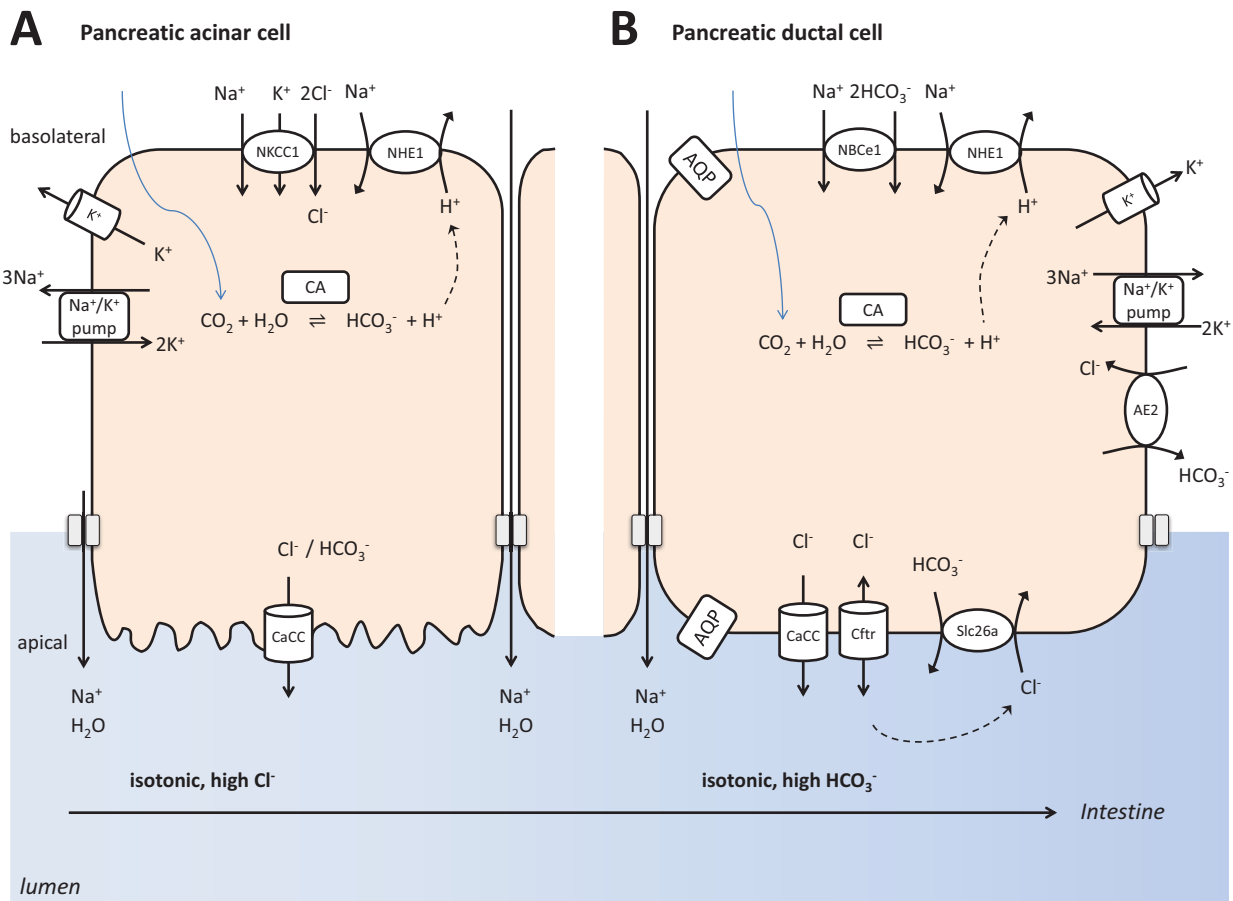 A Pancreatic acinar cell
basolateral
Na⁺ K⁺ 2Cl⁻ Na⁺
NKCC1
NHE1
Cl⁻
H⁺
K⁺
K⁺
3Na⁺
Na⁺/K⁺
pump
2K⁺
CA
CO₂ + H₂O ⇌ HCO₃⁻ + H⁺
Cl⁻ / HCO₃⁻
CaCC
apical
Na⁺
H₂O
Na⁺
H₂O
isotonic, high Cl⁻
lumen
B Pancreatic ductal cell
Na⁺ 2HCO₃⁻ Na⁺
AQP
NBCe1
NHE1
H⁺
K⁺
K⁺
3Na⁺
Na⁺/K⁺
pump
2K⁺
CA
CO₂ + H₂O ⇌ HCO₃⁻ + H⁺
Cl⁻
AE2
HCO₃⁻
Cl⁻ Cl⁻
HCO₃⁻
AQP
CaCC
Cftr
Slc26a
Cl⁻
Na⁺
H₂O
isotonic, high HCO₃⁻
Intestine